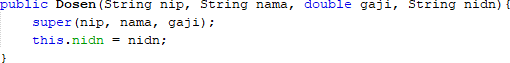 public Dosen(String nip, String nama, double gaji, String nidn){
super(nip, nama, gaji);
this.nidn = nidn;
}